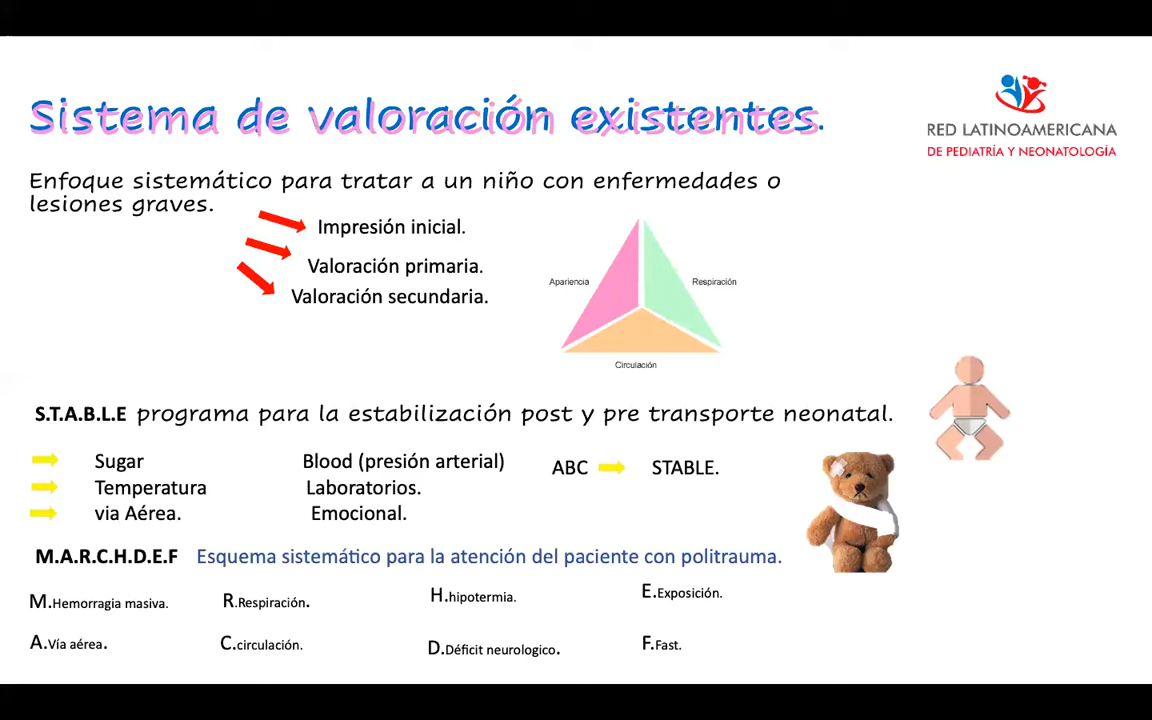 Sistema de valoración existentes.
RED LATINOAMERICANA
DE PEDIATRÍA Y NEONATOLOGÍA
Enfoque sistemático para tratar a un niño con enfermedades o
lesiones graves.
Impresión inicial.
Valoración primaria.
Valoración secundaria.
Apariencia
Respiración
Circulación
S.T.A.B.L.E programa para la estabilización post y pre transporte neonatal.
Sugar
Temperatura
via Aérea.
Blood (presión arterial)
Laboratorios.
Emocional.
ABC STABLE.
M.A.R.C.H.D.E.F Esquema sistemático para la atención del paciente con politrauma.
M.Hemorragia masiva.
A.Vía aérea.
R.Respiración.
C.circulación.
H.hipotermia.
D.Déficit neurologico.
E.Exposición.
F.Fast.